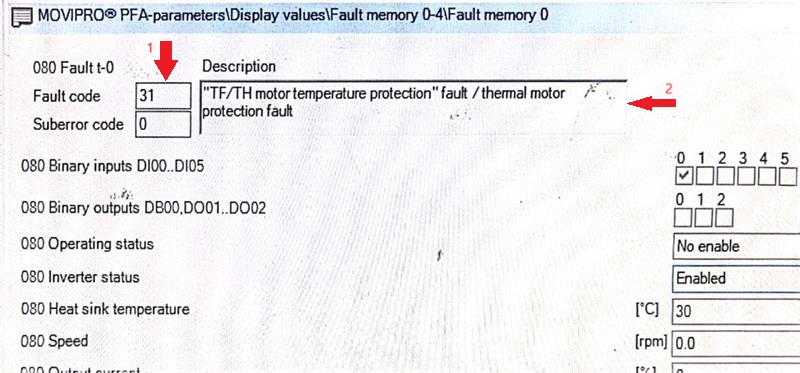 MOVIPRO® PFA-parameters\Display values\Fault memory 0-4\Fault memory 0
1
080 Fault t-0 Description
Fault code 31 "TF/TH motor temperature protection" fault / thermal motor
protection fault
2
Suberror code 0
080 Binary inputs DI00..DI05
0 1 2 3 4 5
080 Binary outputs DB00,DO01..DO02
0 1 2
080 Operating status No enable
080 Inverter status Enabled
080 Heat sink temperature [°C] 30
080 Speed [rpm] 0.0
080 Output current